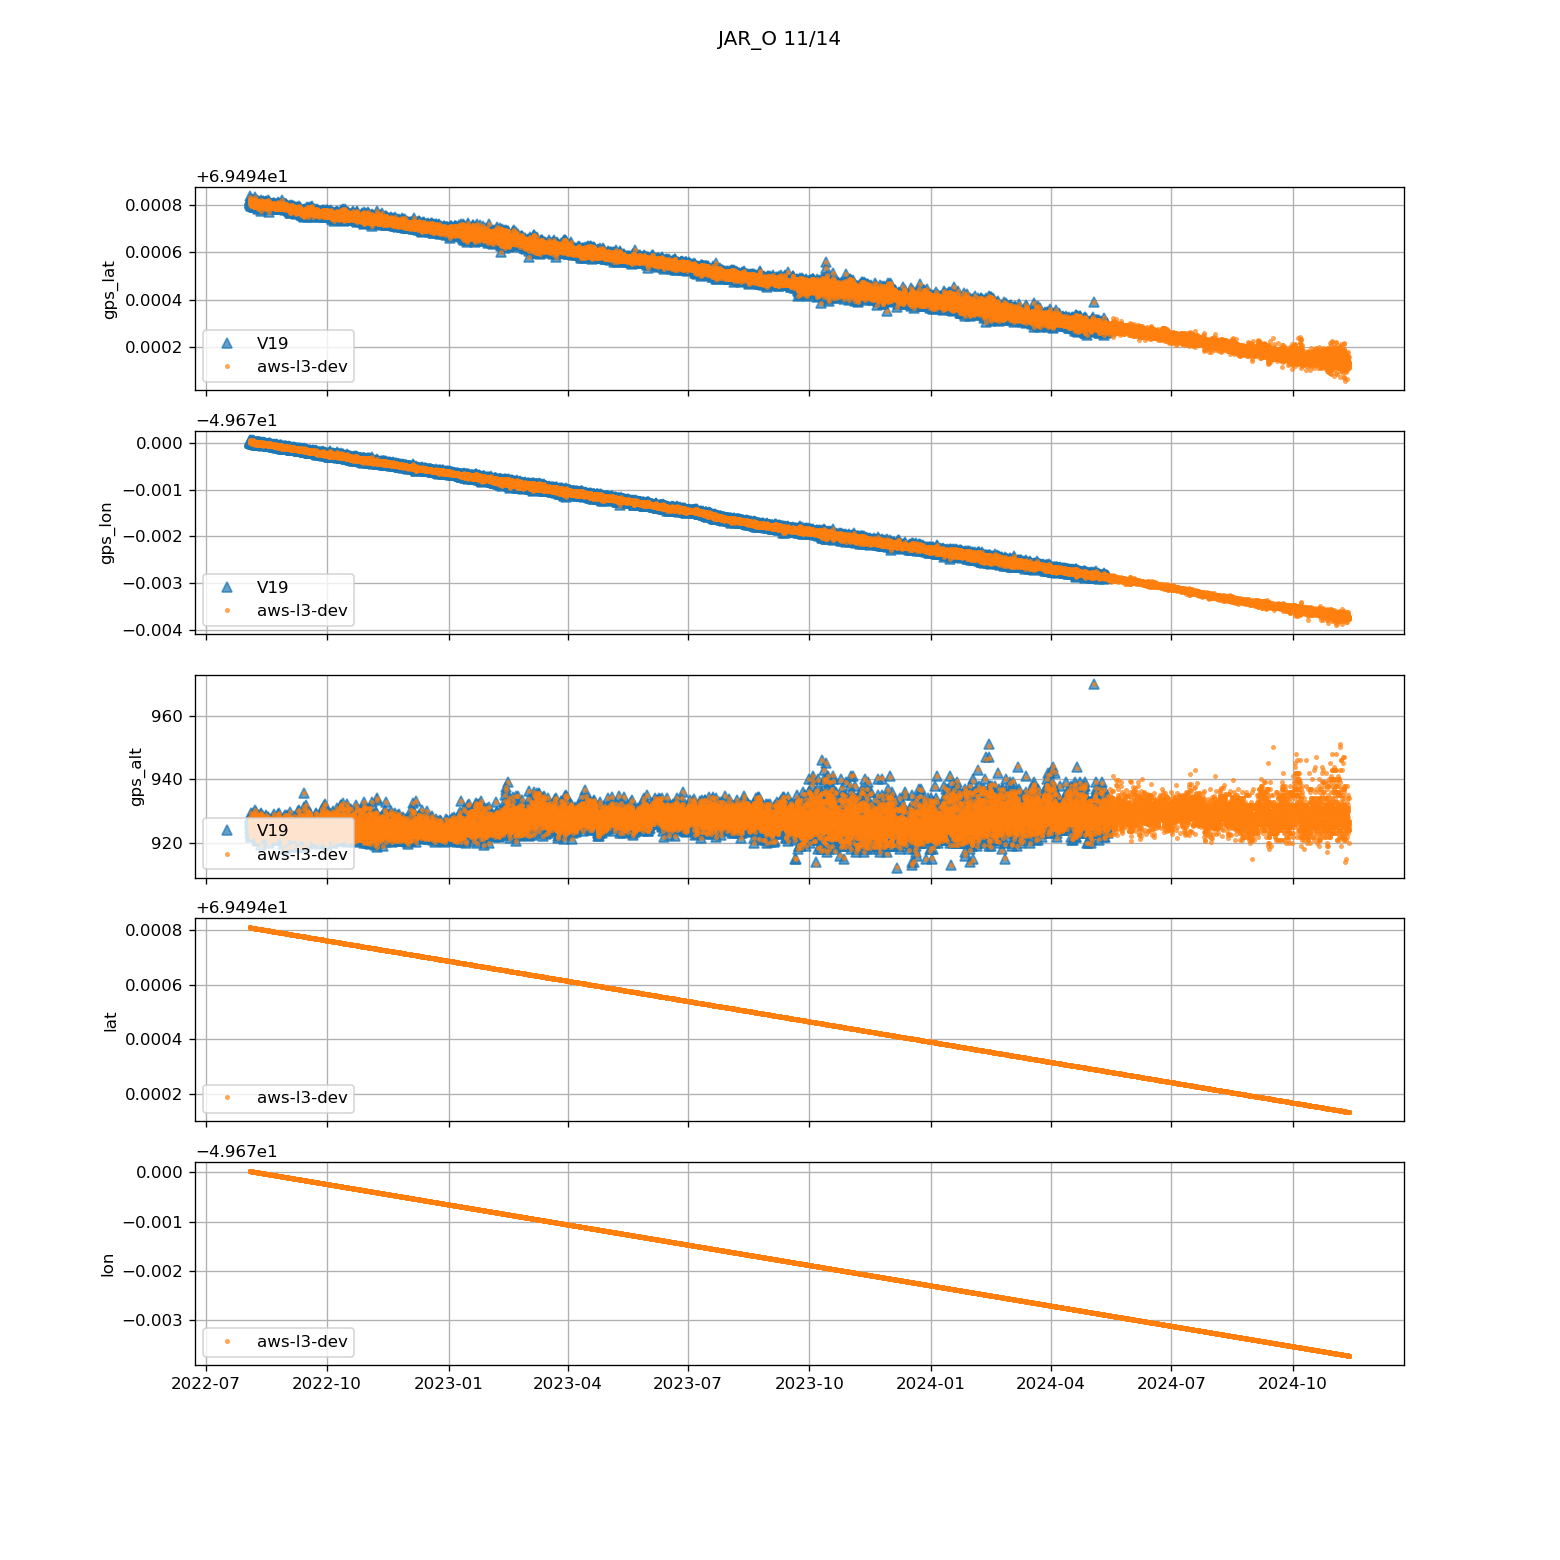 JAR_O 11/14
+6.9494e1
0.0008
0.0006
0.0004
0.0002
gps_lat
V19
aws-l3-dev
−4.967e1
0.000
−0.001
−0.002
−0.003
−0.004
gps_lon
V19
aws-l3-dev
960
940
920
gps_alt
V19
aws-l3-dev
+6.9494e1
0.0008
0.0006
0.0004
0.0002
lat
aws-l3-dev
−4.967e1
0.000
−0.001
−0.002
−0.003
lon
aws-l3-dev
2022-07 2022-10 2023-01 2023-04 2023-07 2023-10 2024-01 2024-04 2024-07 2024-10